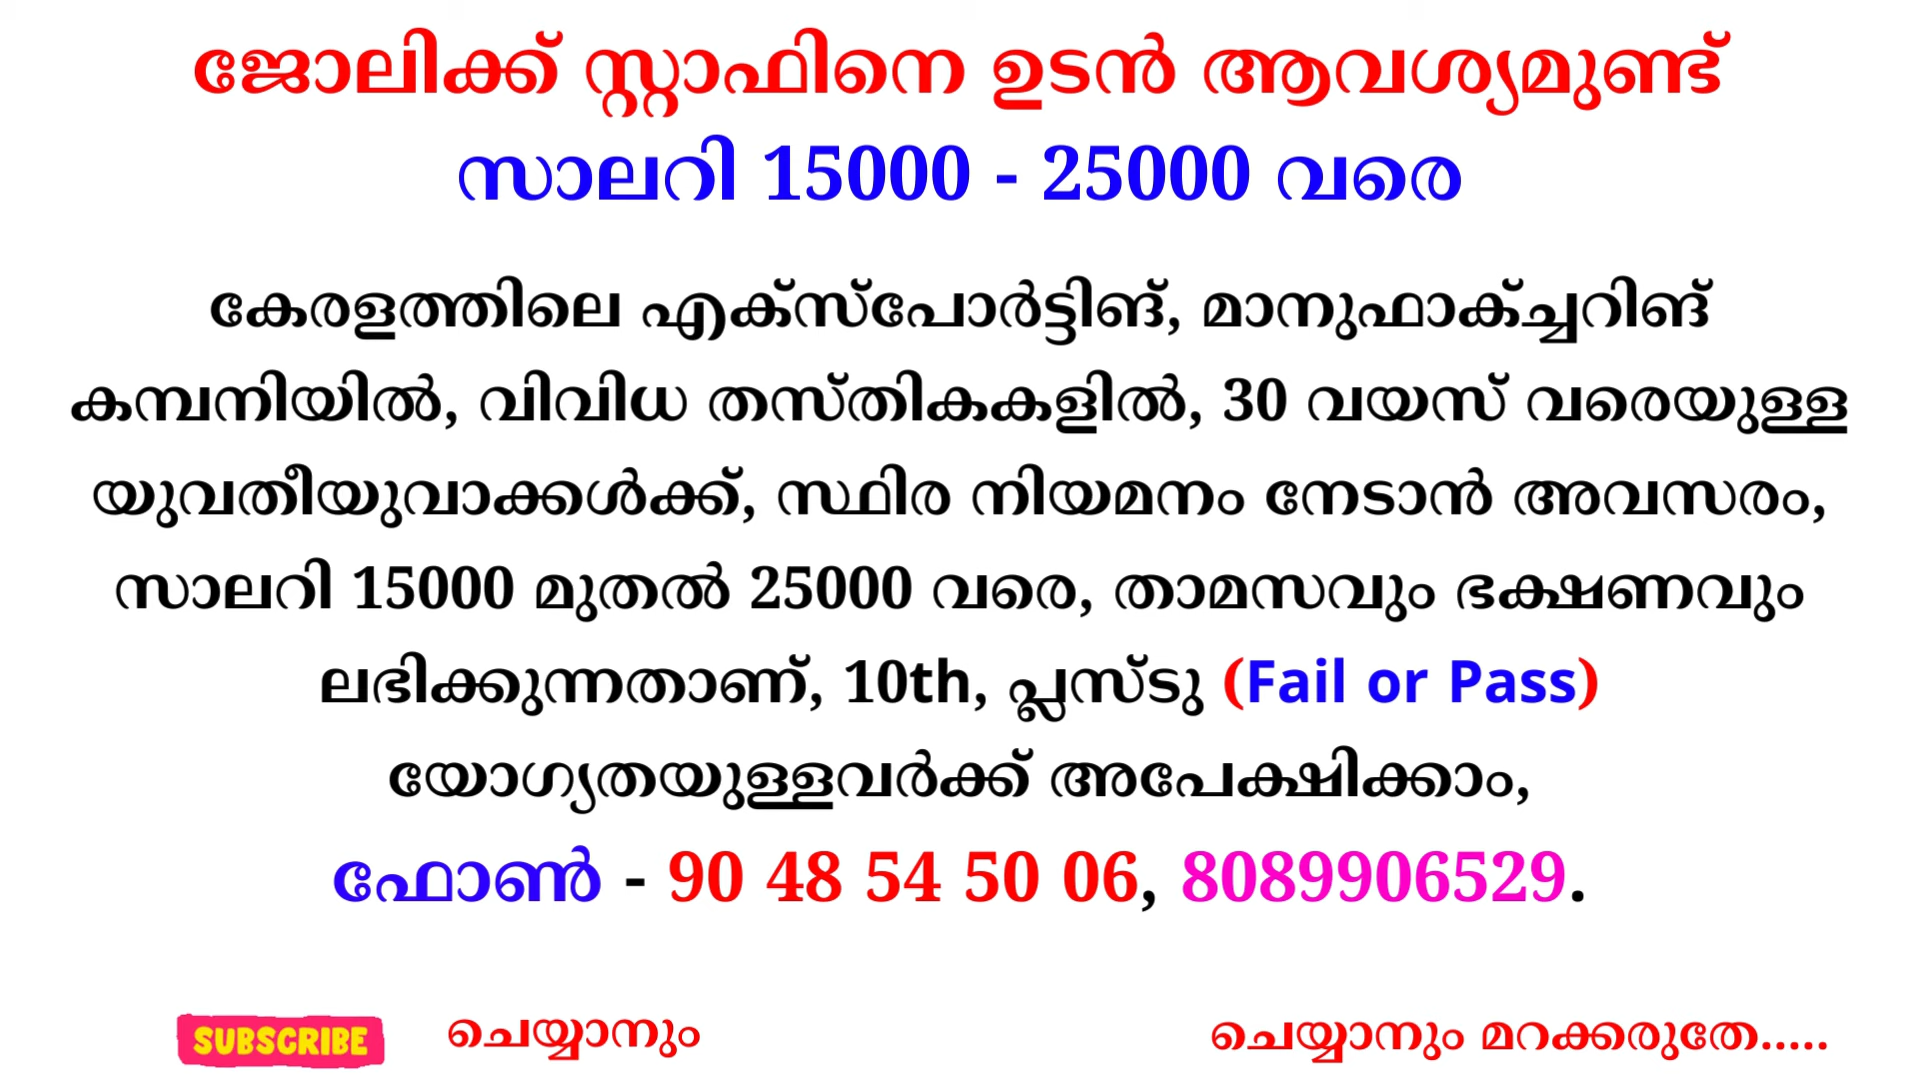 ജോലിക്ക് സ്റ്റാഫിനെ ഉടൻ ആവശ്യമുണ്ട്
സാലറി 15000 - 25000 വരെ
കേരളത്തിലെ എക്സ്പോർട്ടിങ്, മാനുഫാക്ച്ചറിങ്
കമ്പനിയിൽ, വിവിധ തസ്തികകളിൽ, 30 വയസ് വരെയുള്ള
യുവതീയുവാക്കൾക്ക്, സ്ഥിര നിയമനം നേടാൻ അവസരം,
സാലറി 15000 മുതൽ 25000 വരെ, താമസവും ഭക്ഷണവും
ലഭിക്കുന്നതാണ്, 10th, പ്ലസ്ടു (Fail or Pass)
യോഗ്യതയുള്ളവർക്ക് അപേക്ഷിക്കാം,
ഫോൺ - 90 48 54 50 06, 8089906529.
SUBSCRIBE ചെയ്യാനും ചെയ്യാനും മറക്കരുതേ.....